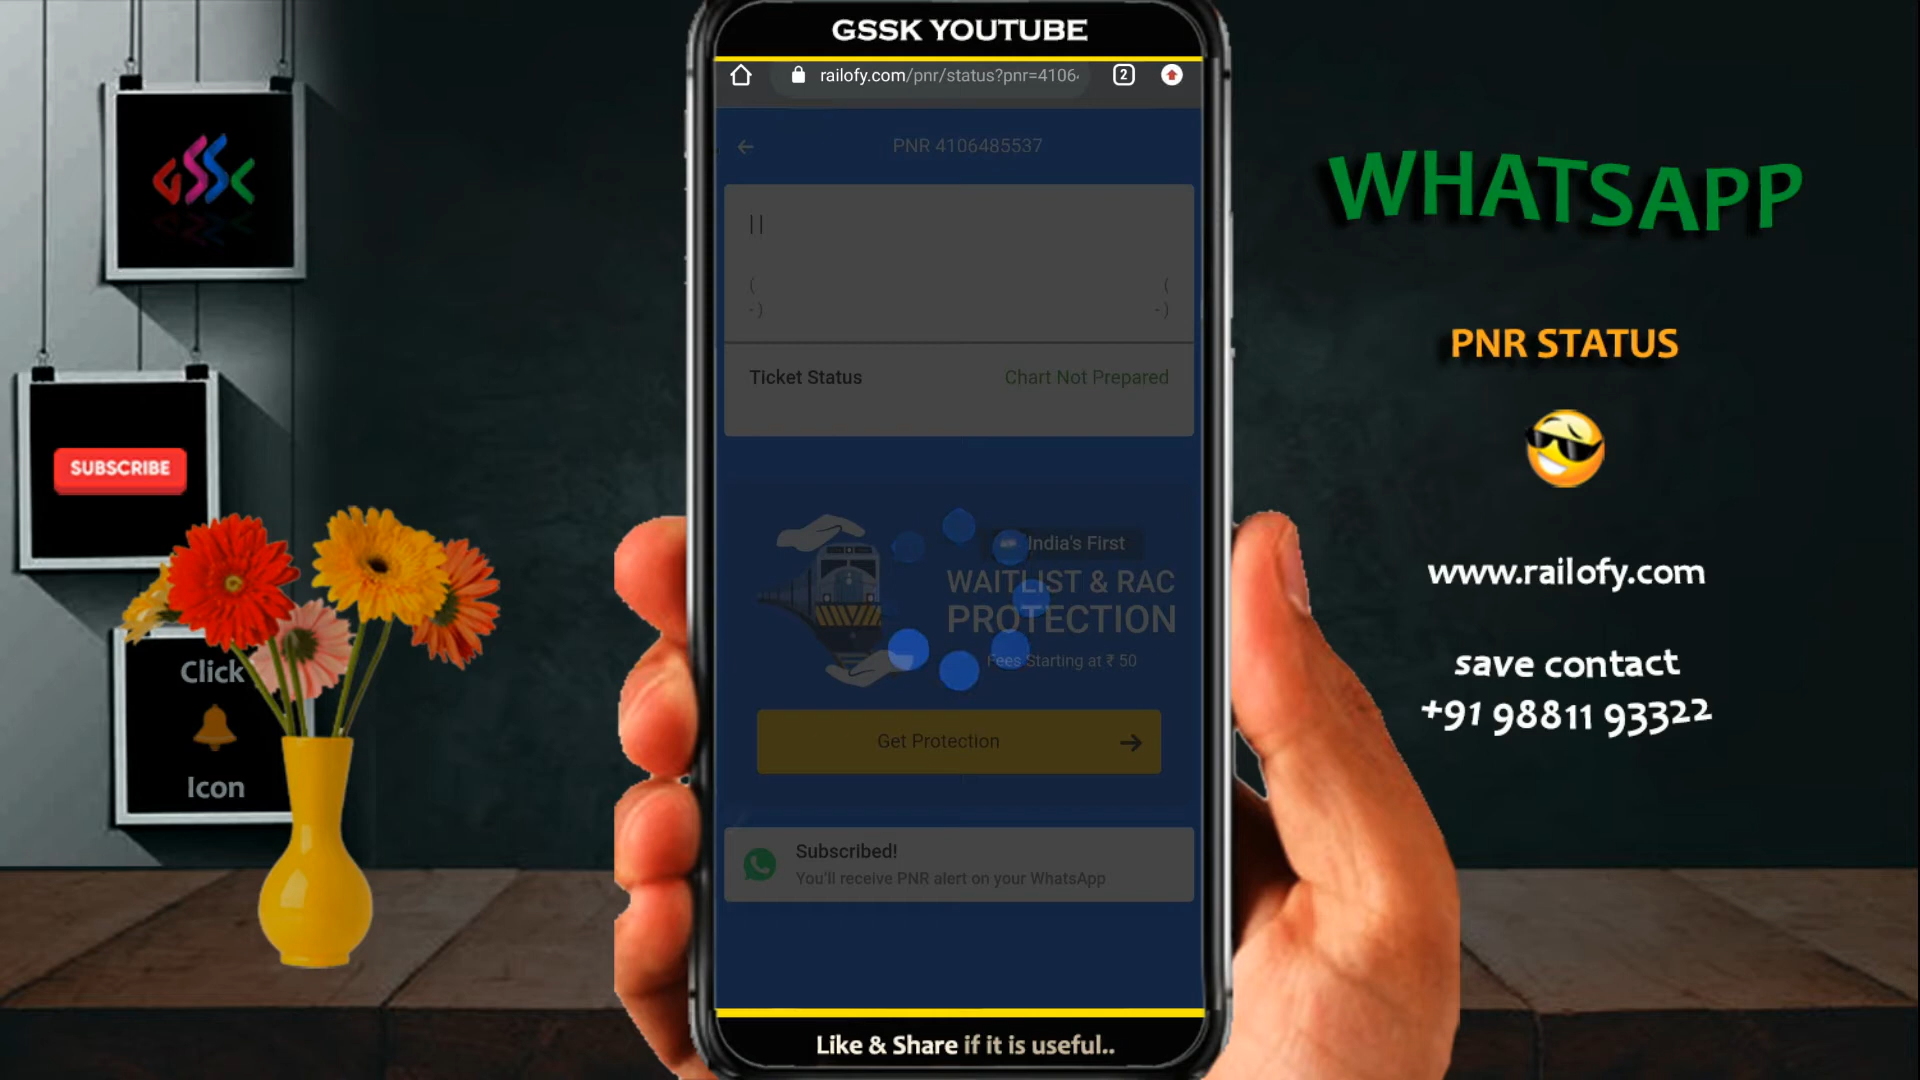 GSSK YOUTUBE
railofy.com/pnr/status?pnr=4106
2
PNR 4106485537
||
( (
-) -)
Ticket Status Chart Not Prepared
India's First
WAITLIST & RAC
PROTECTION
Fees Starting at ₹ 50
Get Protection
Subscribed!
You'll receive PNR alert on your WhatsApp
Like & Share if it is useful..
GSSK
SUBSCRIBE
Click
Icon
WHATSAPP
PNR STATUS
www.railofy.com
save contact
+91 98811 93322